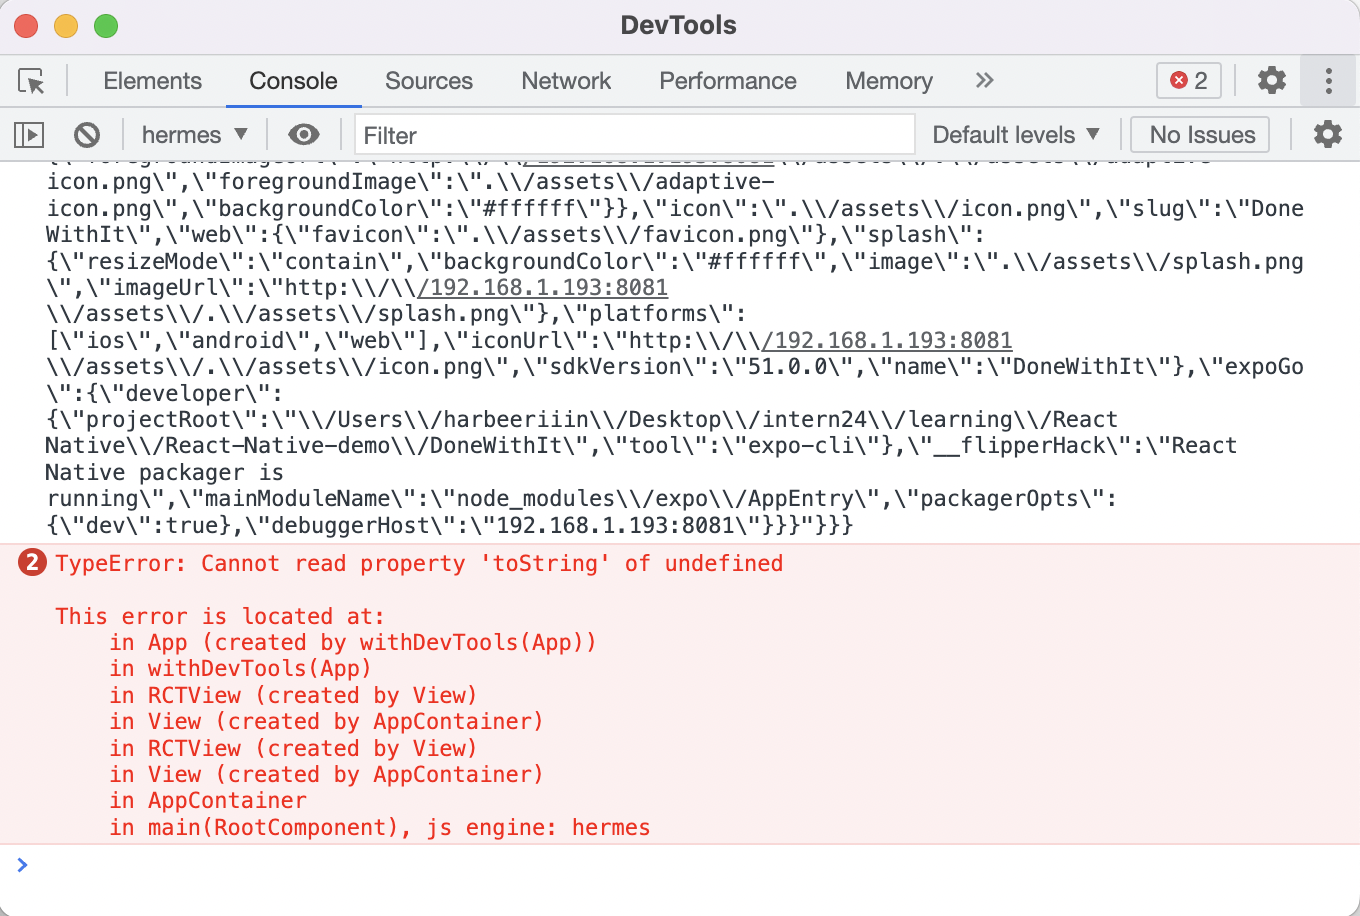 DevTools
Elements Console Sources Network Performance Memory » 2
hermes ▼ Filter Default levels ▼ No Issues
icon.png\",\"foregroundImage\":\".\\/assets\\/adaptive-
icon.png\",\"backgroundColor\":\"#ffffff\"}},\"icon\":\".\\/assets\\/icon.png\",\"slug\":\"Done
WithIt\",\"web\":{\"favicon\":\".\\/assets\\/favicon.png\"},\"splash\":
{\"resizeMode\":\"contain\",\"backgroundColor\":\"#ffffff\",\"image\":\".\\/assets\\/splash.png
\",\"imageUrl\":\"http:\\/\\/192.168.1.193:8081
\\/assets\\/.\\/assets\\/splash.png\"},\"platforms\":
[\"ios\",\"android\",\"web\"],\"iconUrl\":\"http:\\/\\/192.168.1.193:8081
\\/assets\\/.\\/assets\\/icon.png\",\"sdkVersion\":\"51.0.0\",\"name\":\"DoneWithIt\"},\"expoGo
\":{\"developer\":
{\"projectRoot\":\"\\/Users\\/harbeeriiin\\/Desktop\\/intern24\\/learning\\/React
Native\\/React-Native-demo\\/DoneWithIt\",\"tool\":\"expo-cli\"},\"__flipperHack\":\"React
Native packager is
running\",\"mainModuleName\":\"node_modules\\/expo\\/AppEntry\",\"packagerOpts\":
{\"dev\":true},\"debuggerHost\":\"192.168.1.193:8081\"}}}"}}}
2 TypeError: Cannot read property 'toString' of undefined
This error is located at:
in App (created by withDevTools(App))
in withDevTools(App)
in RCTView (created by View)
in View (created by AppContainer)
in RCTView (created by View)
in View (created by AppContainer)
in AppContainer
in main(RootComponent), js engine: hermes
>